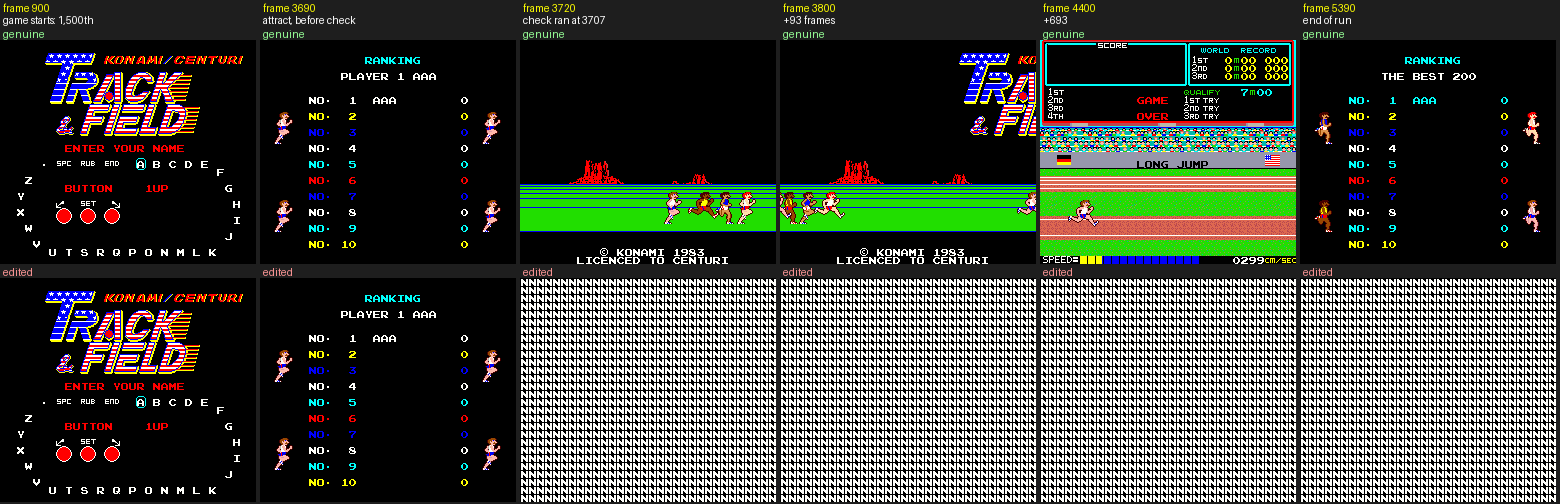 frame 900
game starts: 1,500th
genuine
KONAMI/CENTURI
TRACK
& FIELD
ENTER YOUR NAME
. SPC RUB END A B C D E F
Z G
BUTTON 1UP
Y H
SET
X I
W J
V U T S R Q P O N M L K
frame 3690
attract, before check
genuine
RANKING
PLAYER 1 AAA
NO. 1 AAA 0
NO. 2 0
NO. 3 0
NO. 4 0
NO. 5 0
NO. 6 0
NO. 7 0
NO. 8 0
NO. 9 0
NO. 10 0
frame 3720
check ran at 3707
genuine
© KONAMI 1983
LICENCED TO CENTURI
frame 3800
+93 frames
genuine
KO
TRA
& FI
© KONAMI 1983
LICENCED TO CENTURI
frame 4400
+693
genuine
SCORE
WORLD RECORD
1ST 0m00 000
2ND 0m00 000
3RD 0m00 000
1ST QUALIFY 7m00
2ND GAME 1ST TRY
3RD 2ND TRY
4TH OVER 3RD TRY
LONG JUMP
SPEED= 0299CM/SEC
frame 5390
end of run
genuine
RANKING
THE BEST 200
NO. 1 AAA 0
NO. 2 0
NO. 3 0
NO. 4 0
NO. 5 0
NO. 6 0
NO. 7 0
NO. 8 0
NO. 9 0
NO. 10 0
edited
KONAMI/CENTURI
TRACK
& FIELD
ENTER YOUR NAME
. SPC RUB END A B C D E F
Z G
BUTTON 1UP
Y H
SET
X I
W J
V U T S R Q P O N M L K
edited
RANKING
PLAYER 1 AAA
NO. 1 AAA 0
NO. 2 0
NO. 3 0
NO. 4 0
NO. 5 0
NO. 6 0
NO. 7 0
NO. 8 0
NO. 9 0
NO. 10 0
edited
edited
edited
edited